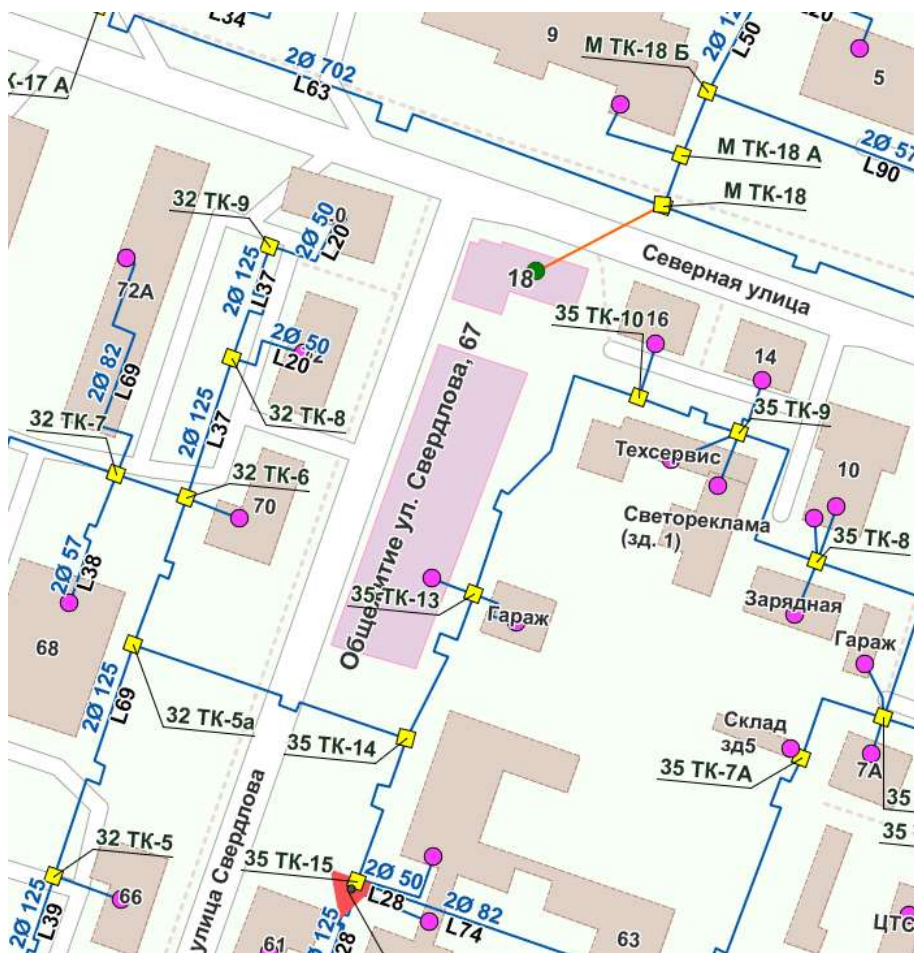 L34
2Ø 702
L63
9
М ТК-18 Б
L50
5
2Ø 57
L90
М ТК-18 А
М ТК-18
32 ТК-9
2Ø 50
L20
72А
2Ø 125
L37
18
Северная улица
35 ТК-10
16
14
2Ø 50
L20
2Ø 82
L69
2Ø 125
L37
32 ТК-8
32 ТК-7
32 ТК-6
70
Общежитие ул. Свердлова, 67
35 ТК-9
Техсервис
10
Светореклама
(зд. 1)
35 ТК-8
2Ø 57
L38
68
35 ТК-13
Гараж
Зарядная
Гараж
2Ø 125
L69
32 ТК-5а
35 ТК-14
Склад
зд5
35 ТК-7А
7А
35
35
улица Свердлова
32 ТК-5
66
2Ø 125
L39
35 ТК-15
2Ø 50
L28
2Ø 82
L74
61
63